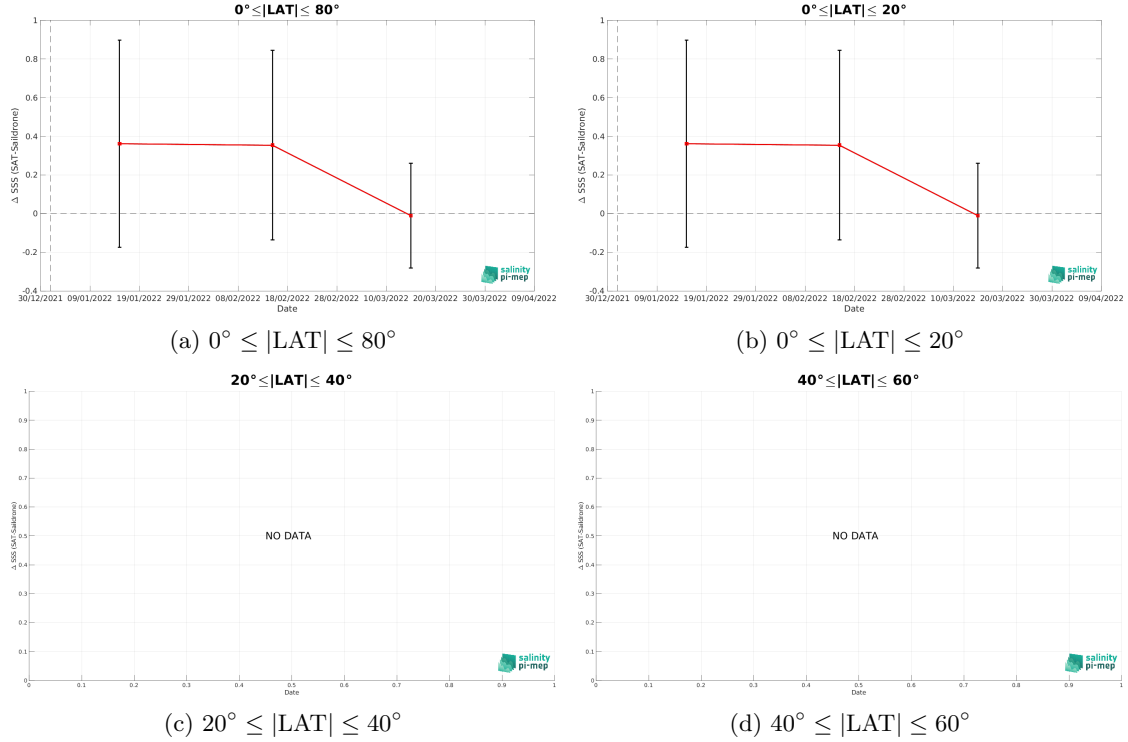 0°≤|LAT|≤ 80°
1
0.8
0.6
0.4
0.2
0
-0.2
-0.4
Δ SSS (SAT-Saildrone)
30/12/2021 09/01/2022 19/01/2022 29/01/2022 08/02/2022 18/02/2022 28/02/2022 10/03/2022 20/03/2022 30/03/2022 09/04/2022
Date
salinity
pi-mep
(a) 0° ≤ |LAT| ≤ 80°
0°≤|LAT|≤ 20°
1
0.8
0.6
0.4
0.2
0
-0.2
-0.4
Δ SSS (SAT-Saildrone)
30/12/2021 09/01/2022 19/01/2022 29/01/2022 08/02/2022 18/02/2022 28/02/2022 10/03/2022 20/03/2022 30/03/2022 09/04/2022
Date
salinity
pi-mep
(b) 0° ≤ |LAT| ≤ 20°
20°≤|LAT|≤ 40°
1
0.9
0.8
0.7
0.6
0.5
0.4
0.3
0.2
0.1
0
Δ SSS (SAT-Saildrone)
NO DATA
0 0.1 0.2 0.3 0.4 0.5 0.6 0.7 0.8 0.9 1
Date
salinity
pi-mep
(c) 20° ≤ |LAT| ≤ 40°
40°≤|LAT|≤ 60°
1
0.9
0.8
0.7
0.6
0.5
0.4
0.3
0.2
0.1
0
Δ SSS (SAT-Saildrone)
NO DATA
0 0.1 0.2 0.3 0.4 0.5 0.6 0.7 0.8 0.9 1
Date
salinity
pi-mep
(d) 40° ≤ |LAT| ≤ 60°